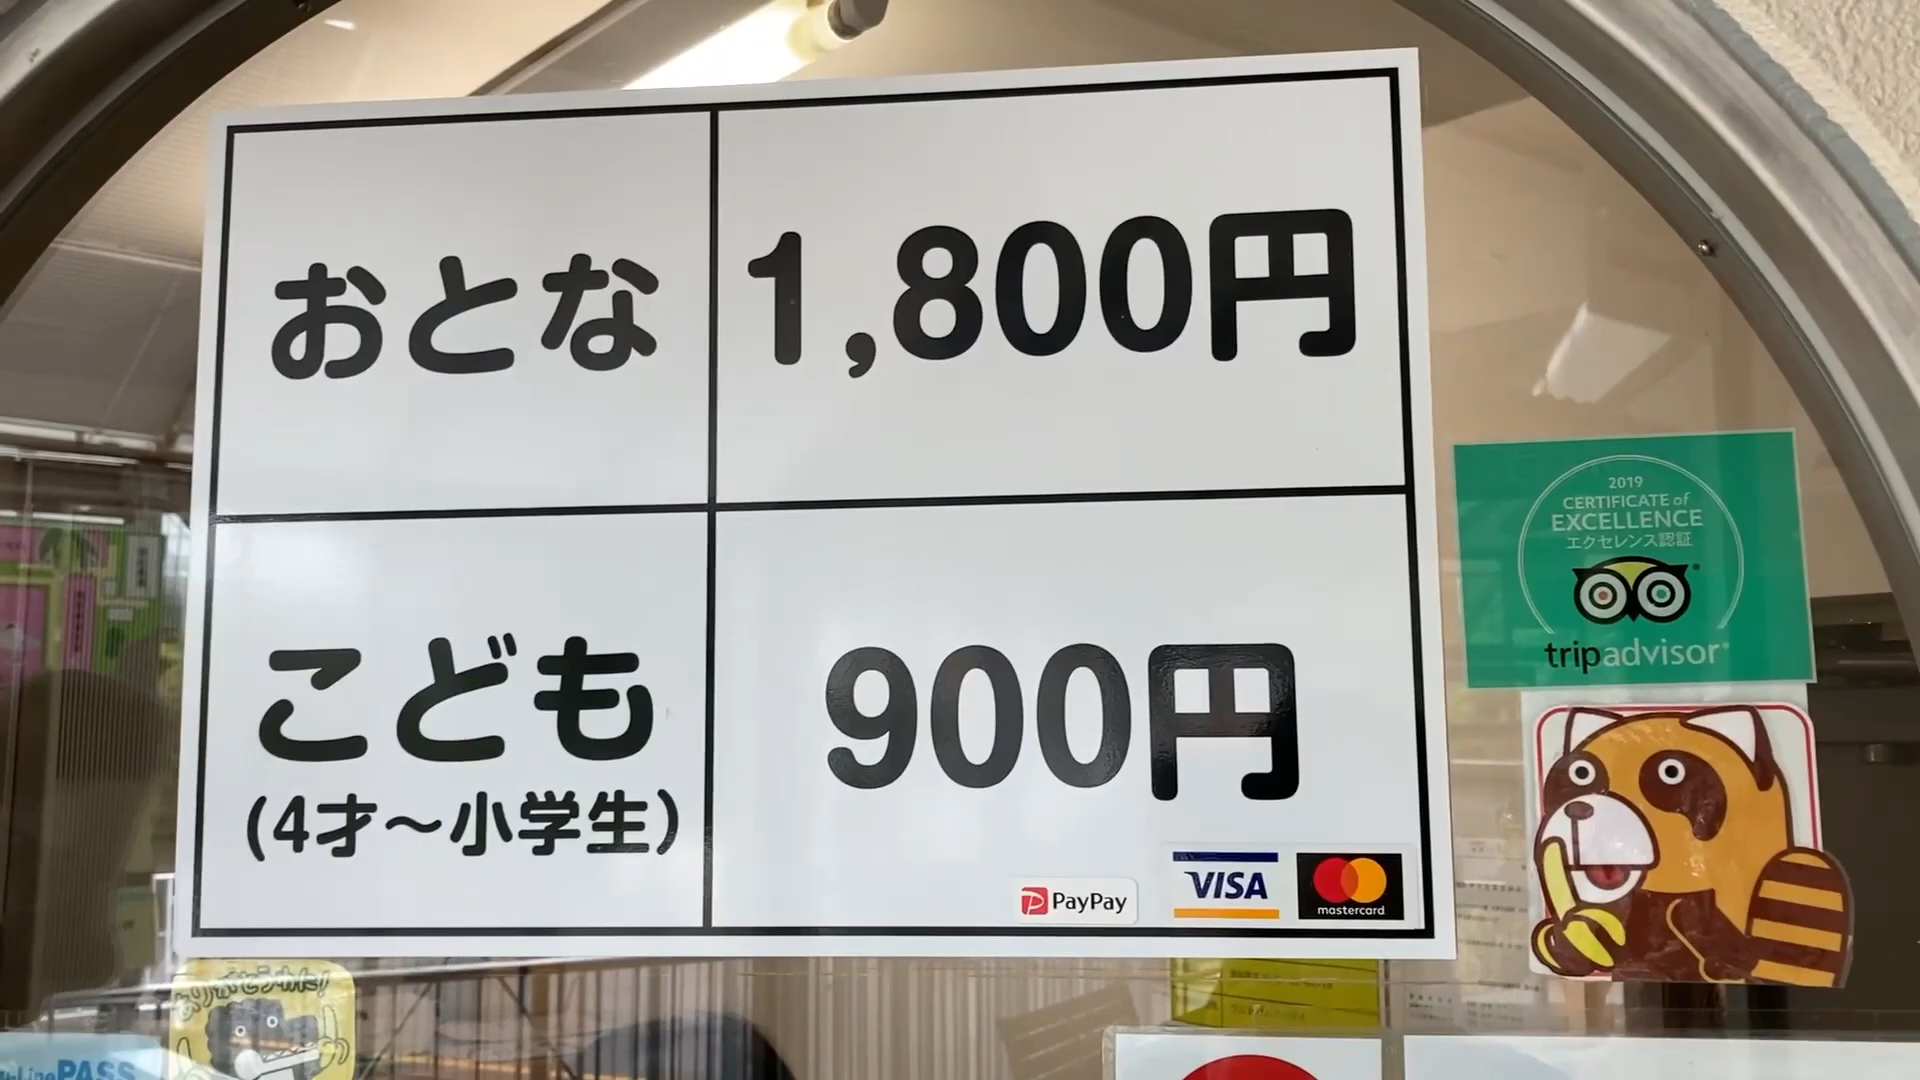 おとな 1,800円
こども 900円
(4才～小学生)
PayPay VISA mastercard
2019
CERTIFICATE of
EXCELLENCE
エクセレンス認証
tripadvisor
PASS